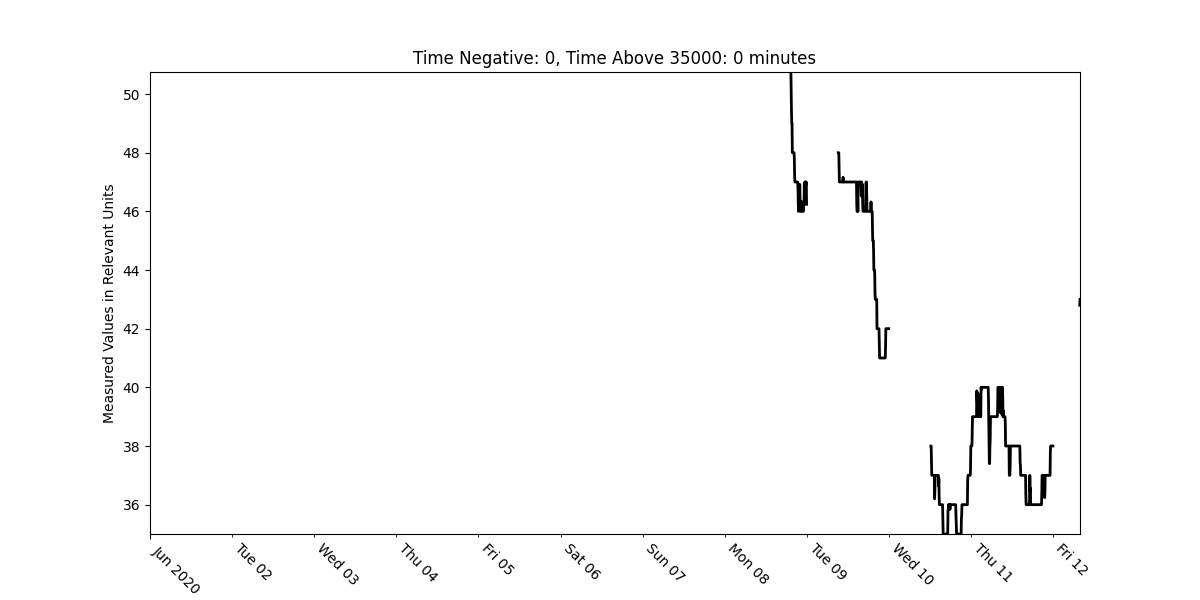 Time Negative: 0, Time Above 35000: 0 minutes
Measured Values in Relevant Units
50
48
46
44
42
40
38
36
Jun 2020
Tue 02
Wed 03
Thu 04
Fri 05
Sat 06
Sun 07
Mon 08
Tue 09
Wed 10
Thu 11
Fri 12